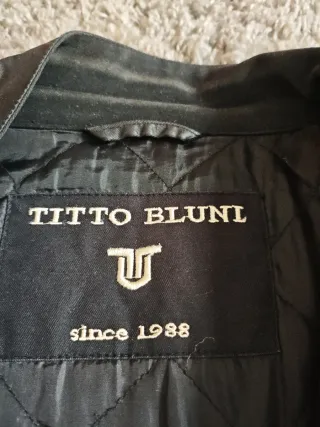 TITTO BLUNI
since 1988